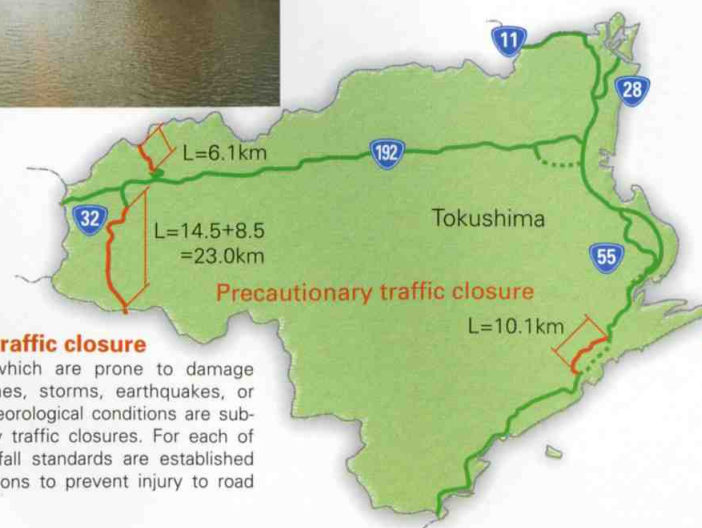 11
28
L=6.1km
192
32
L=14.5+8.5
=23.0km
Tokushima
55
Precautionary traffic closure
L=10.1km
raffic closure
which are prone to damage
nes, storms, earthquakes, or
eorological conditions are sub-
y traffic closures. For each of
fall standards are established
ons to prevent injury to road